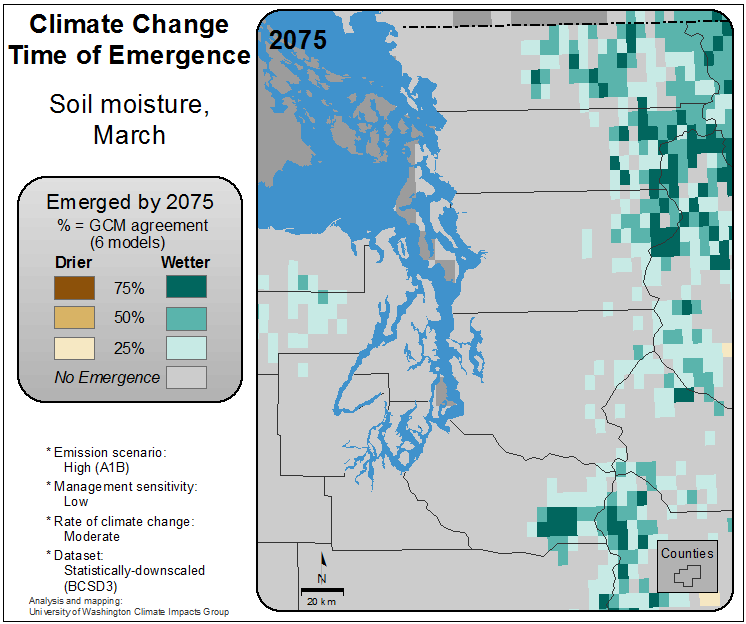 Climate Change
Time of Emergence
Soil moisture,
March
Emerged by 2075
% = GCM agreement
(6 models)
Drier Wetter
75%
50%
25%
No Emergence
* Emission scenario:
High (A1B)
* Management sensitivity:
Low
* Rate of climate change:
Moderate
* Dataset:
Statistically-downscaled
(BCSD3)
Analysis and mapping:
University of Washington Climate Impacts Group
2075
N
20 km
Counties